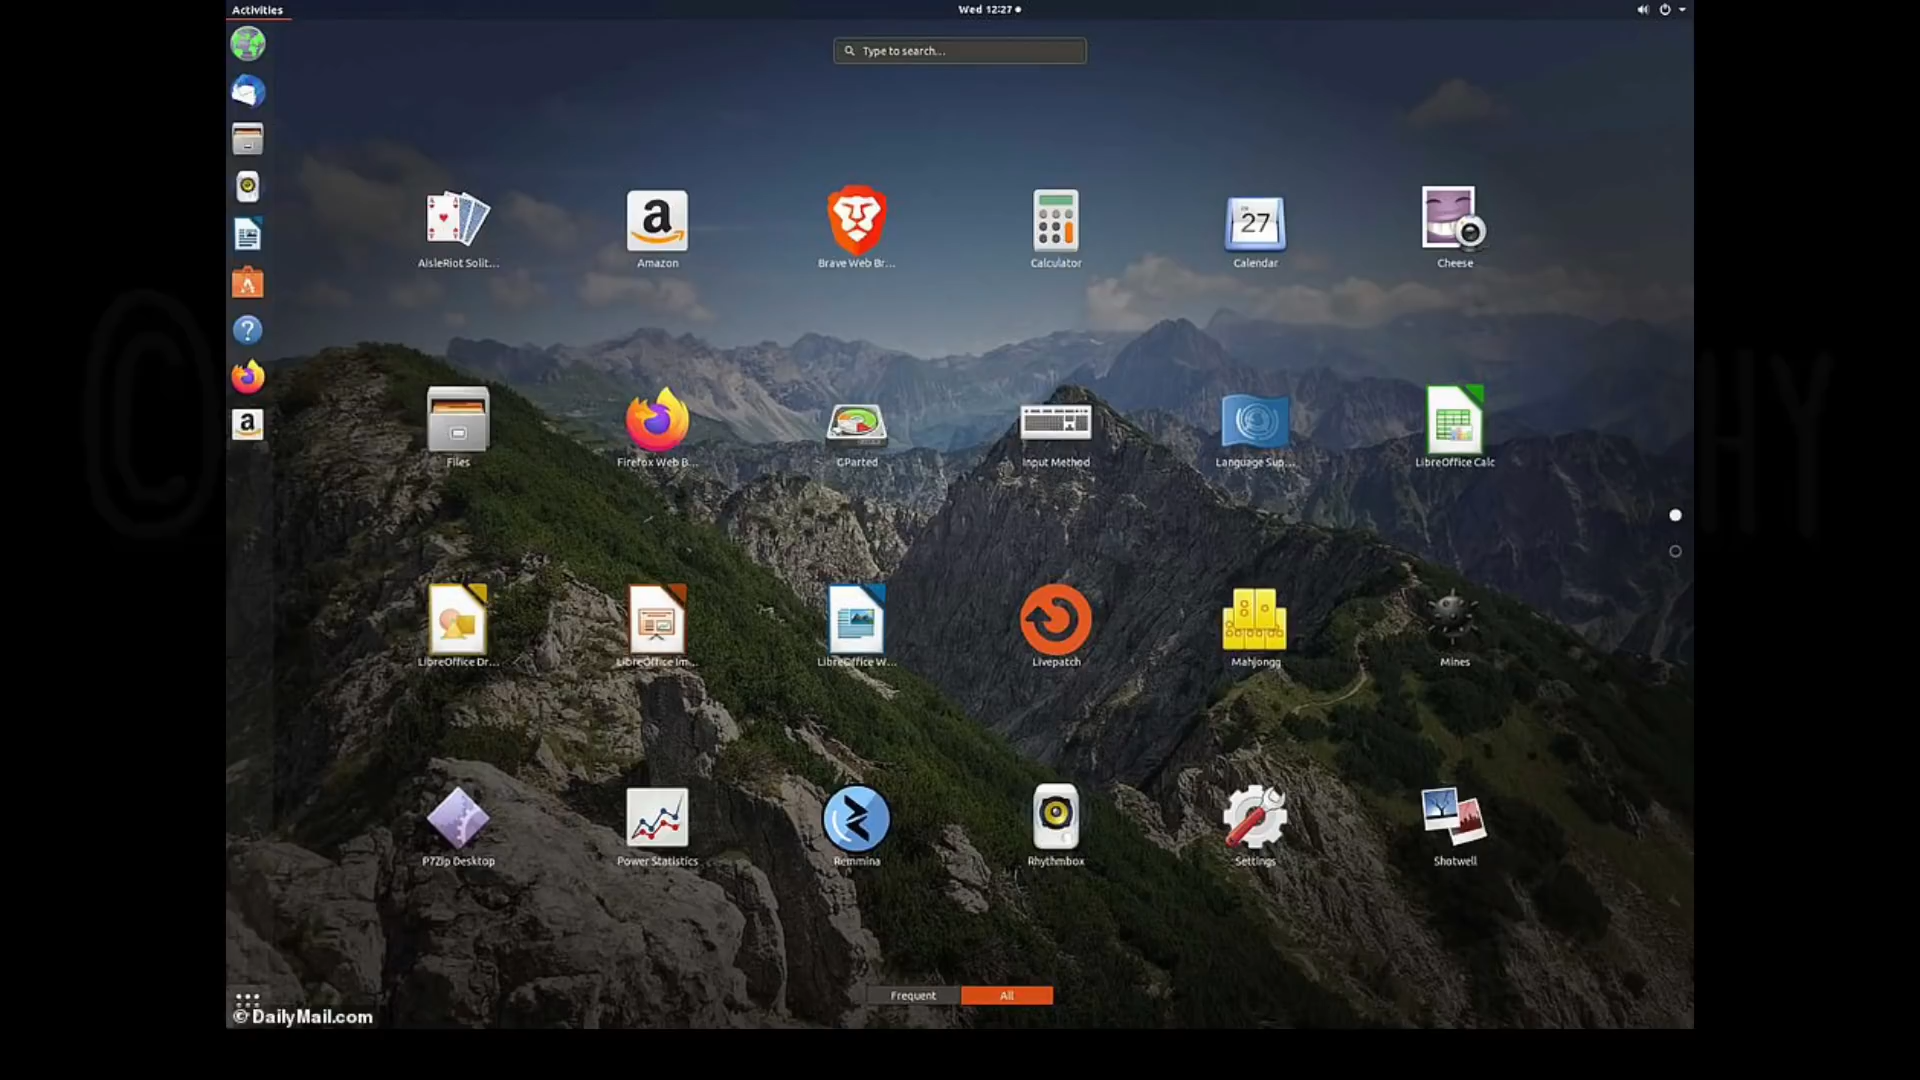 Activities
Wed 12:27
Type to search...
AisleRiot Solit...
Amazon
Brave Web Br...
Calculator
27
Calendar
Cheese
Files
Firefox Web B...
GParted
Input Method
Language Sup...
LibreOffice Calc
LibreOffice Dr...
LibreOffice Im...
LibreOffice W...
Livepatch
Mahjongg
Mines
P7Zip Desktop
Power Statistics
Remmina
Rhythmbox
Settings
Shotwell
Frequent
All
© DailyMail.com